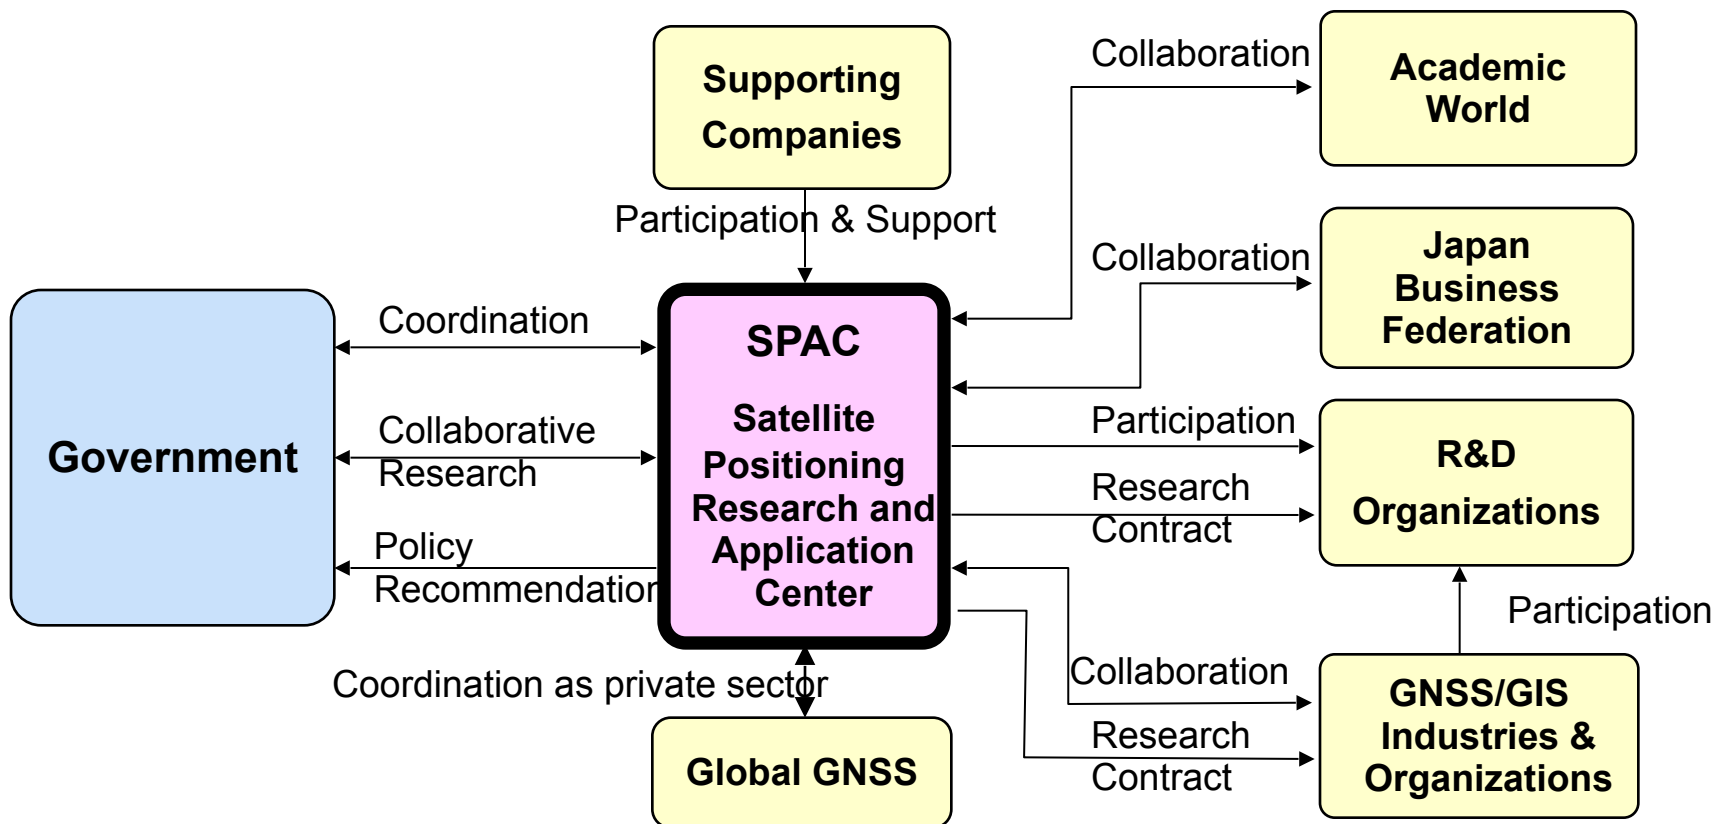 Supporting
Companies
Participation & Support
Collaboration
Academic
World
Collaboration
Japan
Business
Federation
Government
Coordination
Collaborative
Research
Policy
Recommendation
SPAC
Satellite
Positioning
Research and
Application
Center
Participation
Research
Contract
R&D
Organizations
Participation
Collaboration
Research
Contract
GNSS/GIS
Industries &
Organizations
Coordination as private sector
Global GNSS